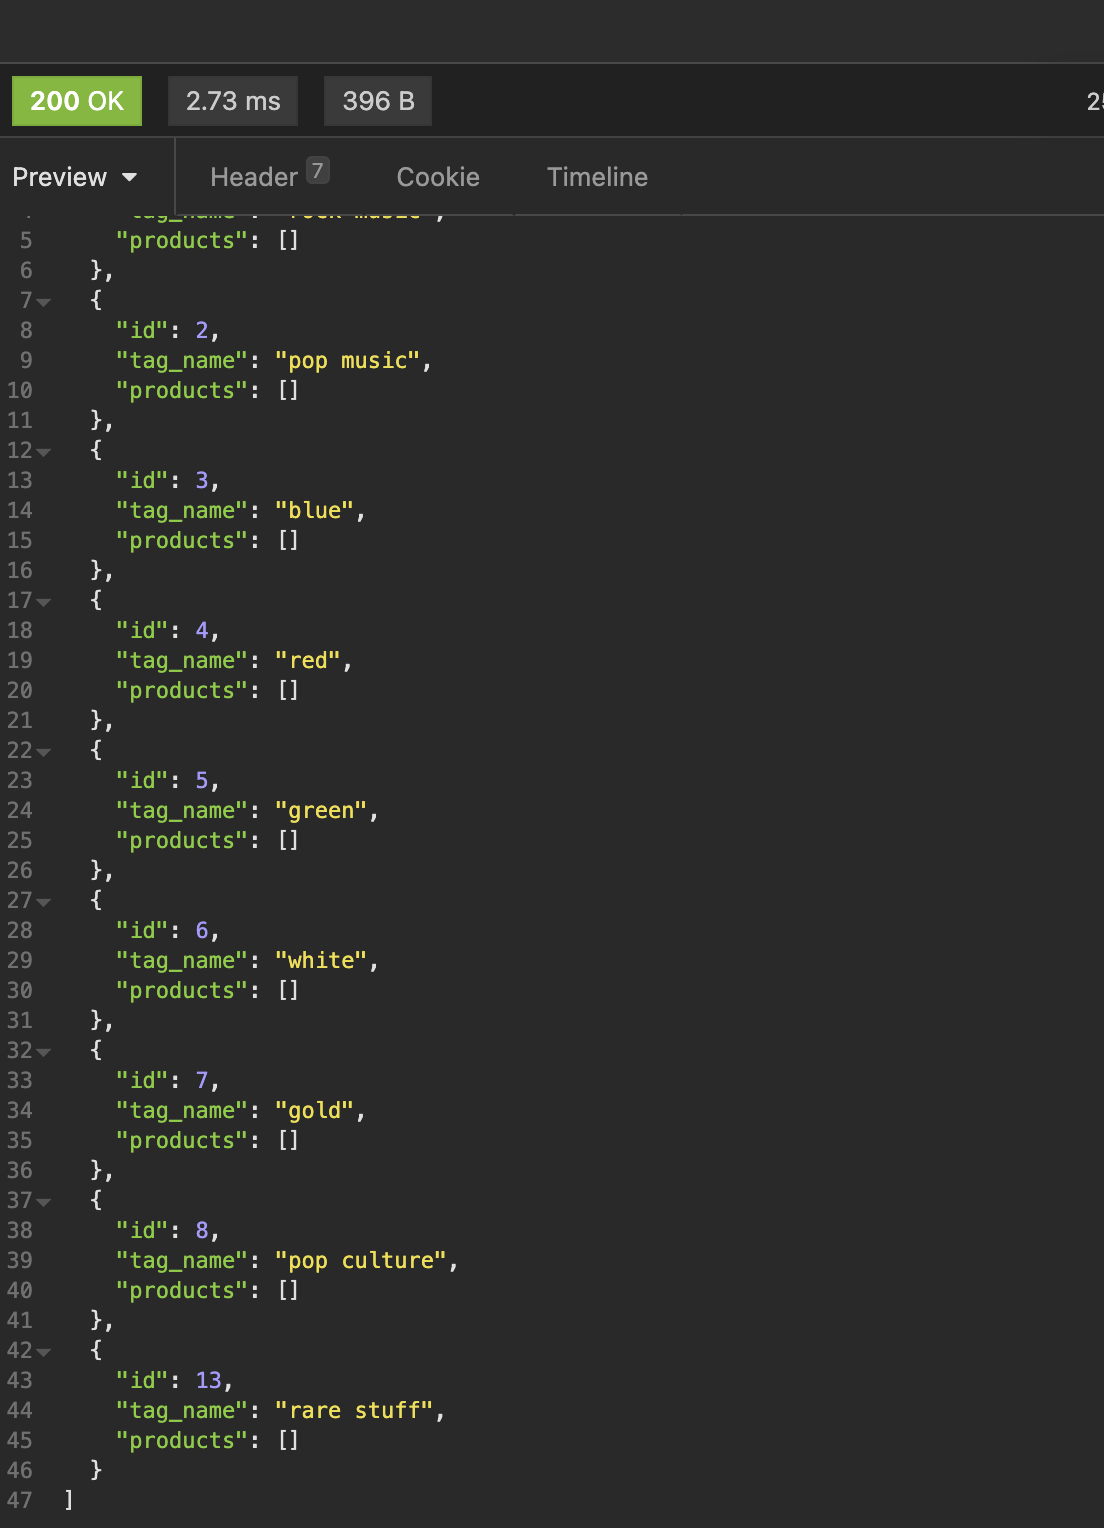 200 OK 2.73 ms 396 B
Preview Header 7 Cookie Timeline
"tag_name": "rock music",
5 "products": []
6 },
7 {
8 "id": 2,
9 "tag_name": "pop music",
10 "products": []
11 },
12 {
13 "id": 3,
14 "tag_name": "blue",
15 "products": []
16 },
17 {
18 "id": 4,
19 "tag_name": "red",
20 "products": []
21 },
22 {
23 "id": 5,
24 "tag_name": "green",
25 "products": []
26 },
27 {
28 "id": 6,
29 "tag_name": "white",
30 "products": []
31 },
32 {
33 "id": 7,
34 "tag_name": "gold",
35 "products": []
36 },
37 {
38 "id": 8,
39 "tag_name": "pop culture",
40 "products": []
41 },
42 {
43 "id": 13,
44 "tag_name": "rare stuff",
45 "products": []
46 }
47 ]